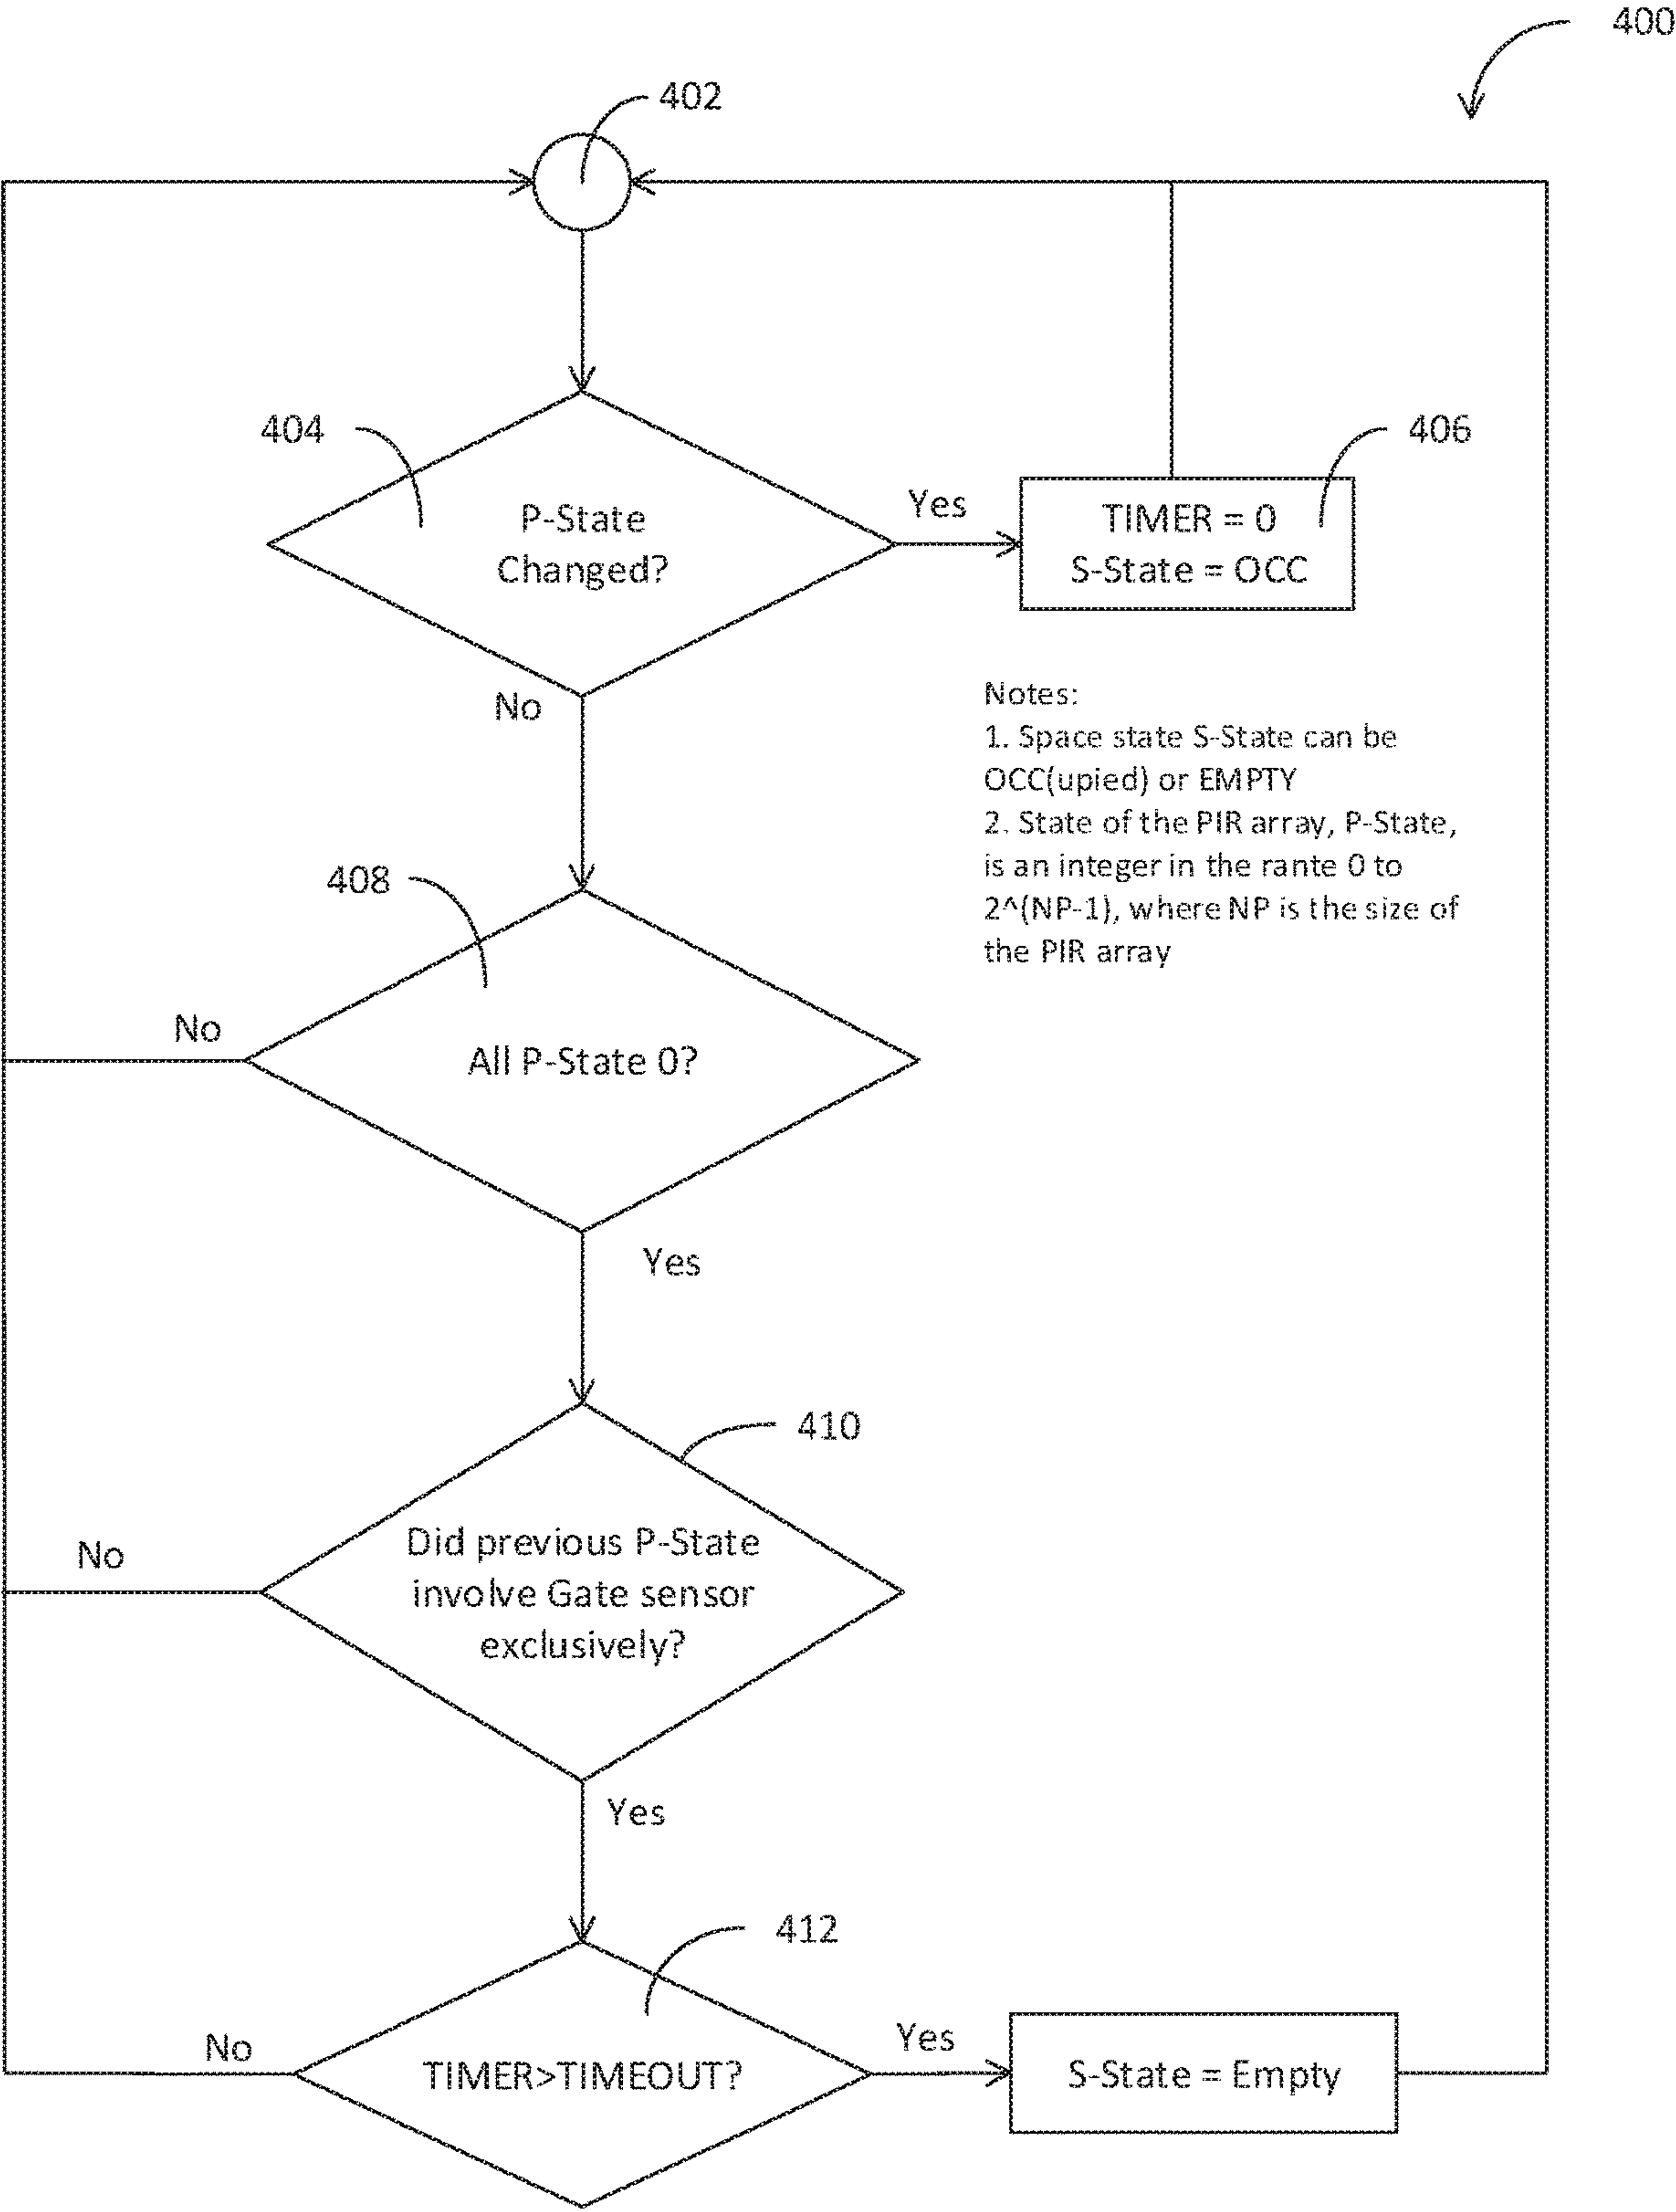 400
402
404
P-State
Changed?
Yes
406
TIMER = 0
S-State = OCC
No
Notes:
1. Space state S-State can be
OCC(upied) or EMPTY
2. State of the PIR array, P-State,
is an integer in the rante 0 to
2^(NP-1), where NP is the size of
the PIR array
408
No
All P-State 0?
Yes
410
No
Did previous P-State
involve Gate sensor
exclusively?
Yes
412
No
TIMER>TIMEOUT?
Yes
S-State = Empty